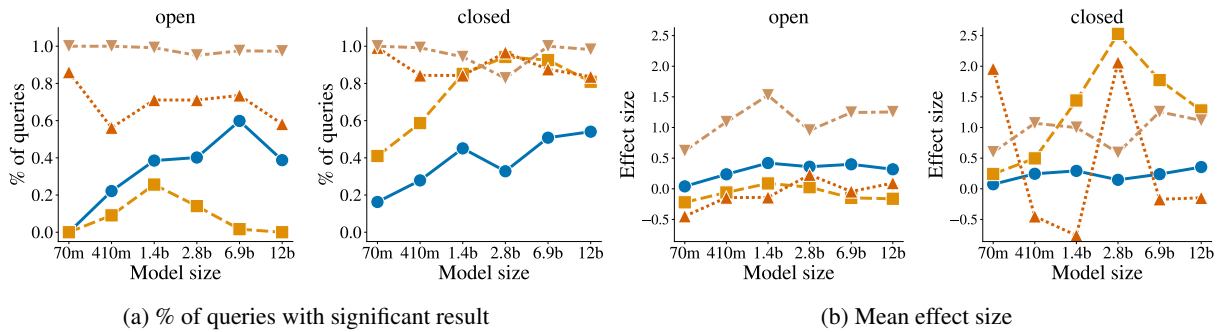 open
closed
open
closed
% of queries
1.0
0.8
0.6
0.4
0.2
0.0
70m 410m 1.4b 2.8b 6.9b 12b
Model size
% of queries
1.0
0.8
0.6
0.4
0.2
0.0
70m 410m 1.4b 2.8b 6.9b 12b
Model size
Effect size
2.5
2.0
1.5
1.0
0.5
0.0
−0.5
70m 410m 1.4b 2.8b 6.9b 12b
Model size
Effect size
2.5
2.0
1.5
1.0
0.5
0.0
−0.5
70m 410m 1.4b 2.8b 6.9b 12b
Model size
(a) % of queries with significant result
(b) Mean effect size